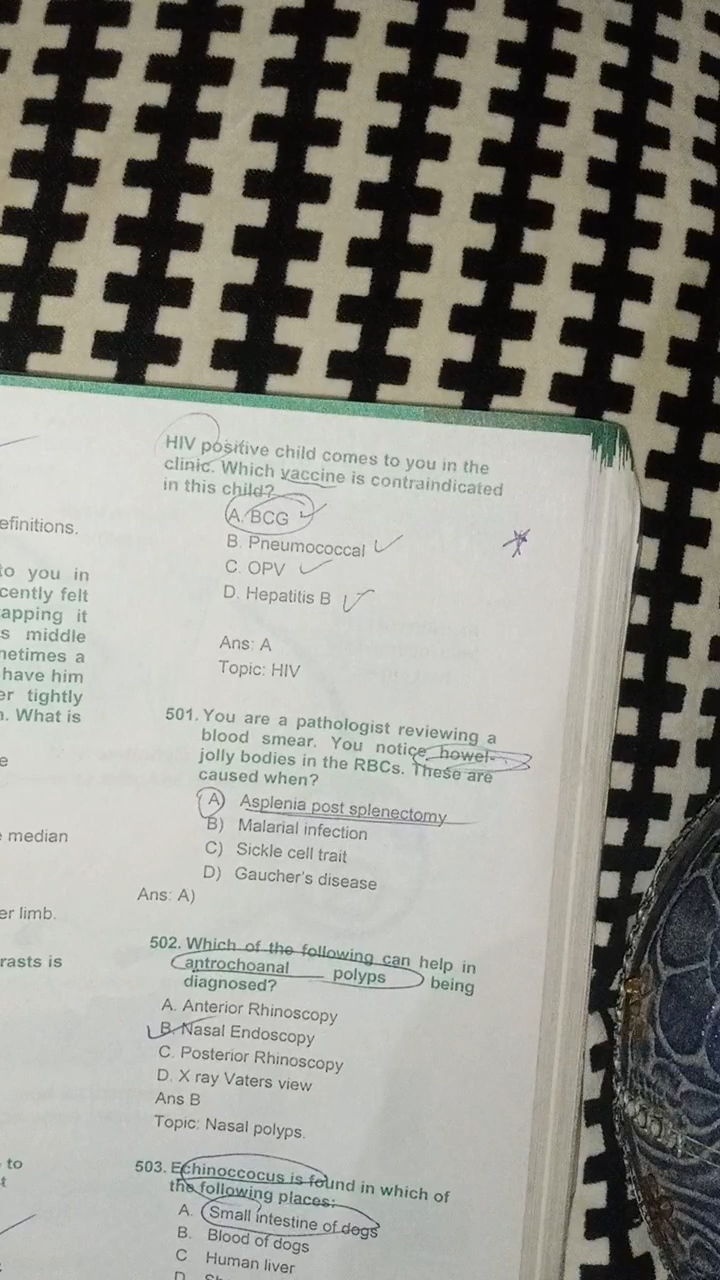 efinitions.
to you in
cently felt
apping it
s middle
metimes a
have him
er tightly
. What is
e
median
er limb.
rasts is
to
t
HIV positive child comes to you in the
clinic. Which vaccine is contraindicated
in this child?
A. BCG
B. Pneumococcal
C. OPV
D. Hepatitis B
Ans: A
Topic: HIV
501. You are a pathologist reviewing a
blood smear. You notice howel-
jolly bodies in the RBCs. These are
caused when?
A) Asplenia post splenectomy
B) Malarial infection
C) Sickle cell trait
D) Gaucher's disease
Ans: A)
502. Which of the following can help in
antrochoanal polyps being
diagnosed?
A. Anterior Rhinoscopy
B. Nasal Endoscopy
C. Posterior Rhinoscopy
D. X ray Vaters view
Ans B
Topic: Nasal polyps.
503. Echinoccocus is found in which of
the following places:
A. Small intestine of dogs
B. Blood of dogs
C Human liver